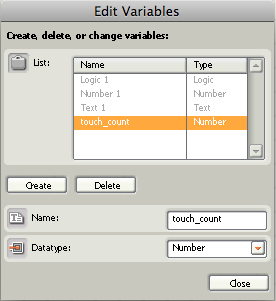 Edit Variables
Create, delete, or change variables:
List:
Name Type
Logic 1 Logic
Number 1 Number
Text 1 Text
touch_count Number
Create Delete
Name: touch_count
Datatype: Number
Close